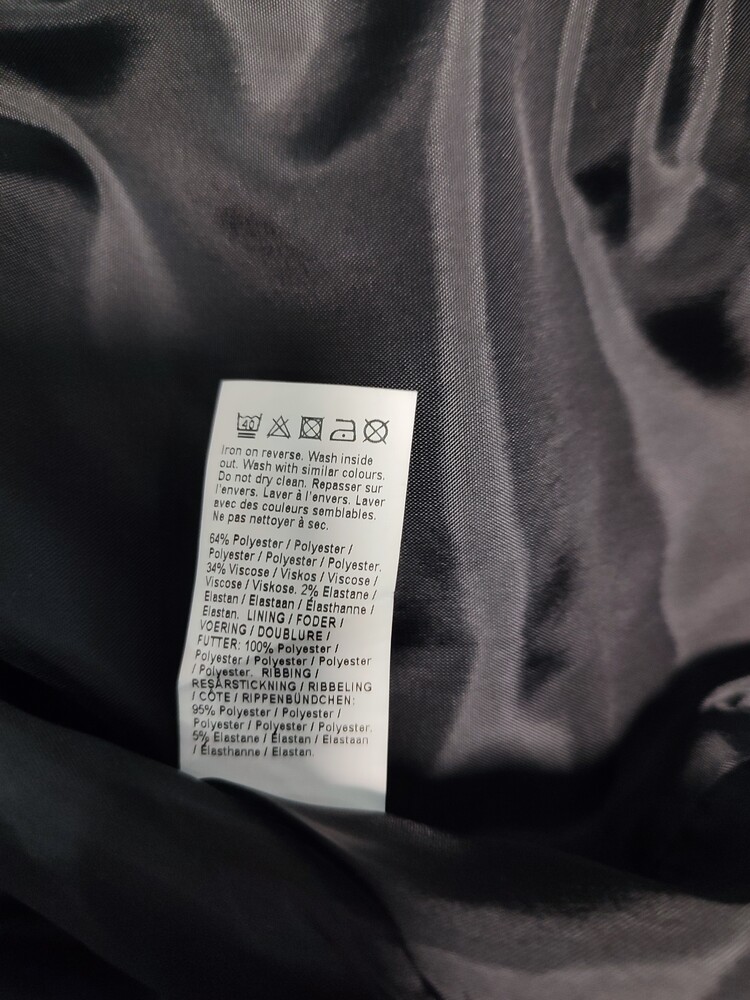 40
Iron on reverse. Wash inside
out. Wash with similar colours.
Do not dry clean. Repasser sur
l'envers. Laver à l'envers. Laver
avec des couleurs semblables.
Ne pas nettoyer à sec.
64% Polyester / Polyester /
Polyester / Polyester / Polyester.
34% Viscose / Viskos / Viscose /
Viscose / Viskose. 2% Elastane /
Elastan / Elastaan / Élasthanne /
Elastan. LINING / FODER /
VOERING / DOUBLURE /
FUTTER: 100% Polyester /
Polyester / Polyester / Polyester
/ Polyester. RIBBING /
RESÅRSTICKNING / RIBBELING
/ CÔTE / RIPPENBÜNDCHEN:
95% Polyester / Polyester /
Polyester / Polyester / Polyester.
5% Elastane / Elastan / Elastaan
/ Élasthanne / Elastan.